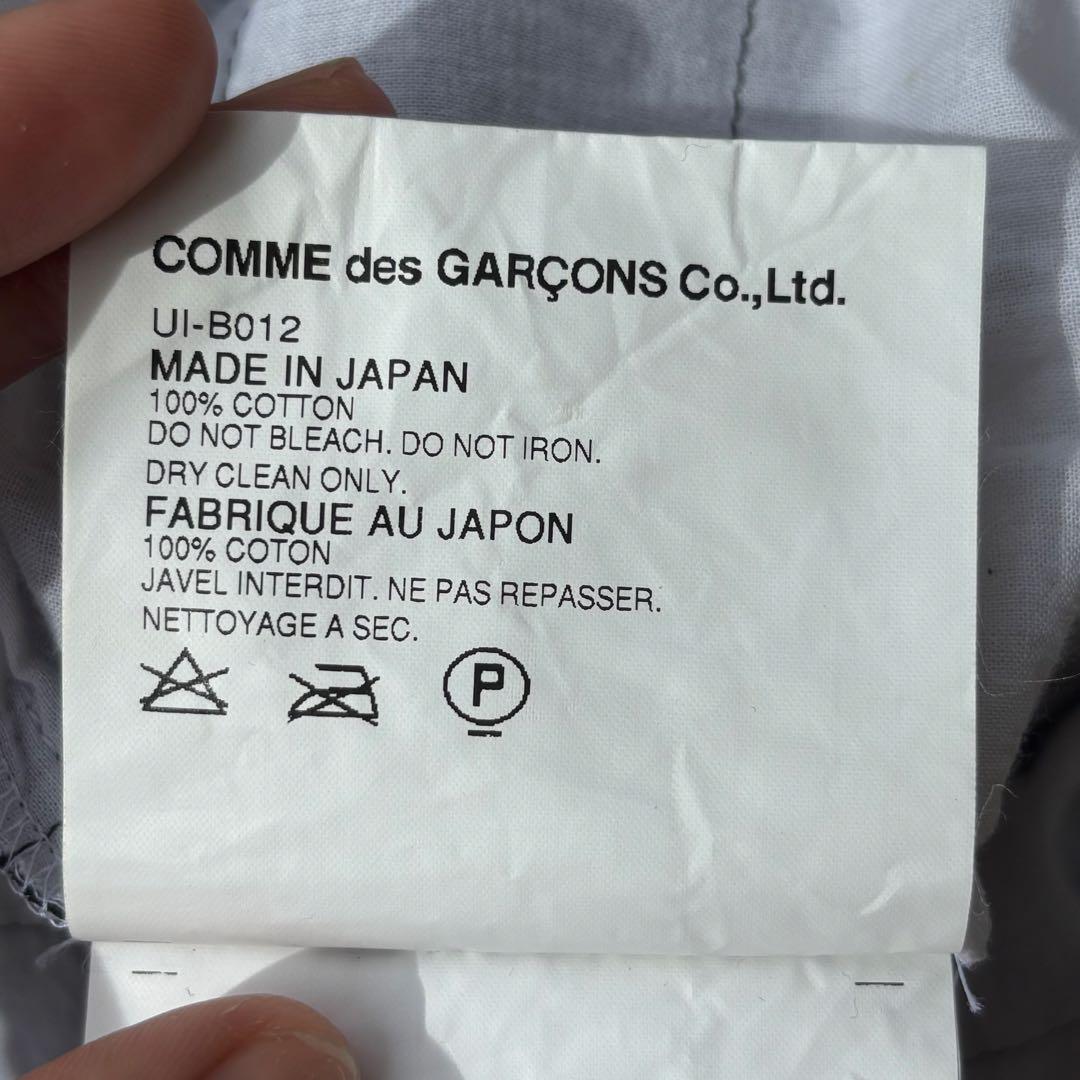 COMME des GARÇONS Co.,Ltd.
UI-B012
MADE IN JAPAN
100% COTTON
DO NOT BLEACH. DO NOT IRON.
DRY CLEAN ONLY.
FABRIQUE AU JAPON
100% COTON
JAVEL INTERDIT. NE PAS REPASSER.
NETTOYAGE A SEC.
P